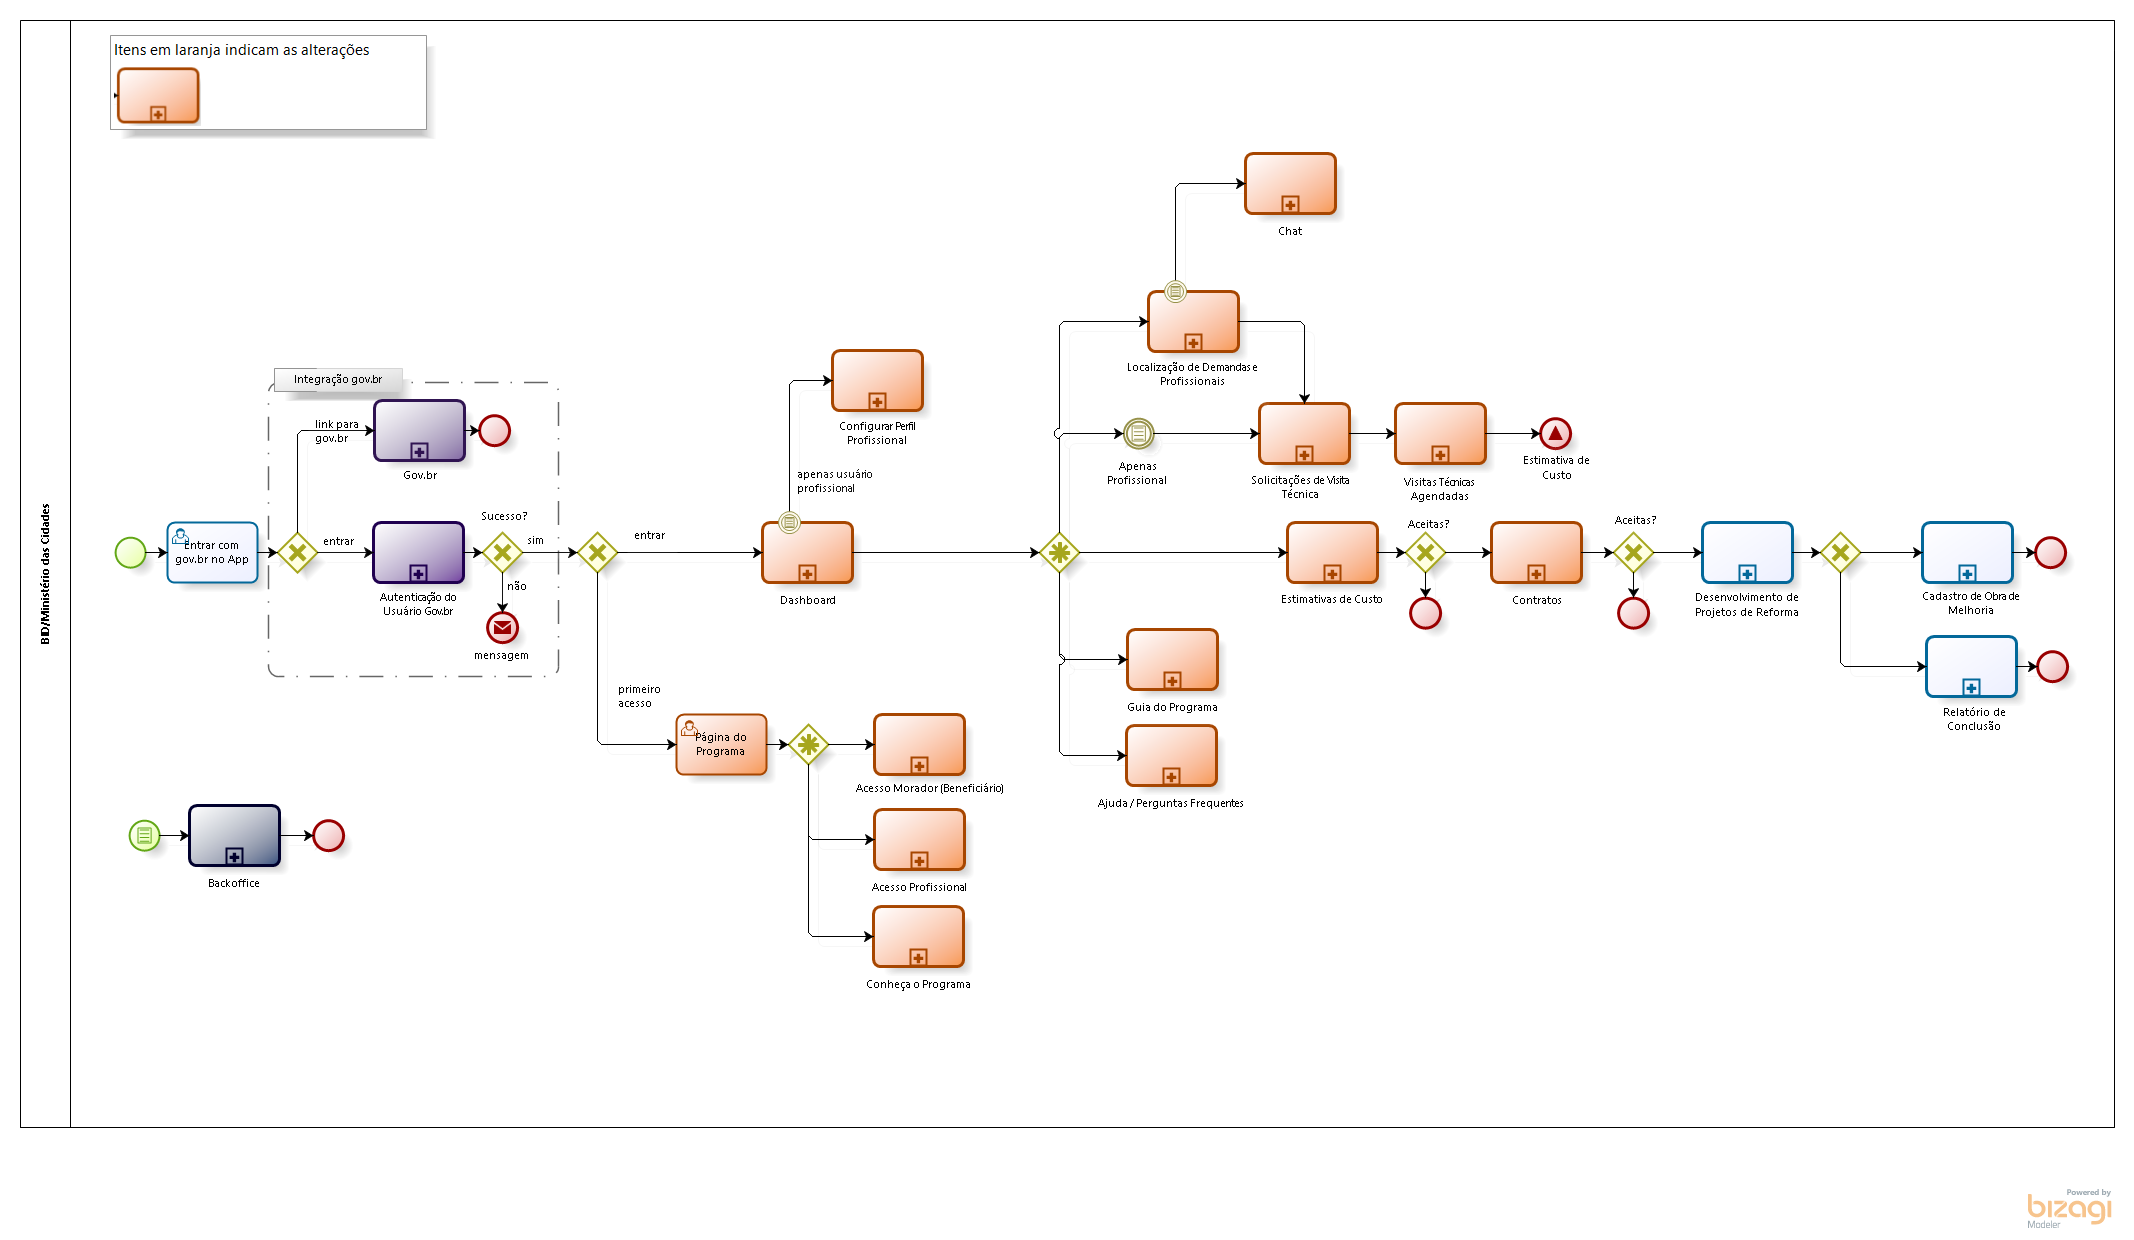 Itens em laranja indicam as alterações
BID/Ministério das Cidades
Chat
Localização de Demandas e
Profissionais
Integração gov.br
link para
gov.br
Gov.br
Configurar Perfil
Profissional
apenas usuário
profissional
Apenas
Profissional
Solicitações de Visita
Técnica
Visitas Técnicas
Agendadas
Estimativa de
Custo
Entrar com
gov.br no App
entrar
Autenticação do
Usuário Gov.br
Sucesso?
sim
não
mensagem
entrar
Dashboard
Estimativas de Custo
Aceitas?
Contratos
Aceitas?
Desenvolvimento de
Projetos de Reforma
Cadastro de Obra de
Melhoria
Relatório de
Conclusão
primeiro
acesso
Página do
Programa
Acesso Morador (Beneficiário)
Acesso Profissional
Conheça o Programa
Guia do Programa
Ajuda / Perguntas Frequentes
Backoffice
Powered by
bizagi
Modeler